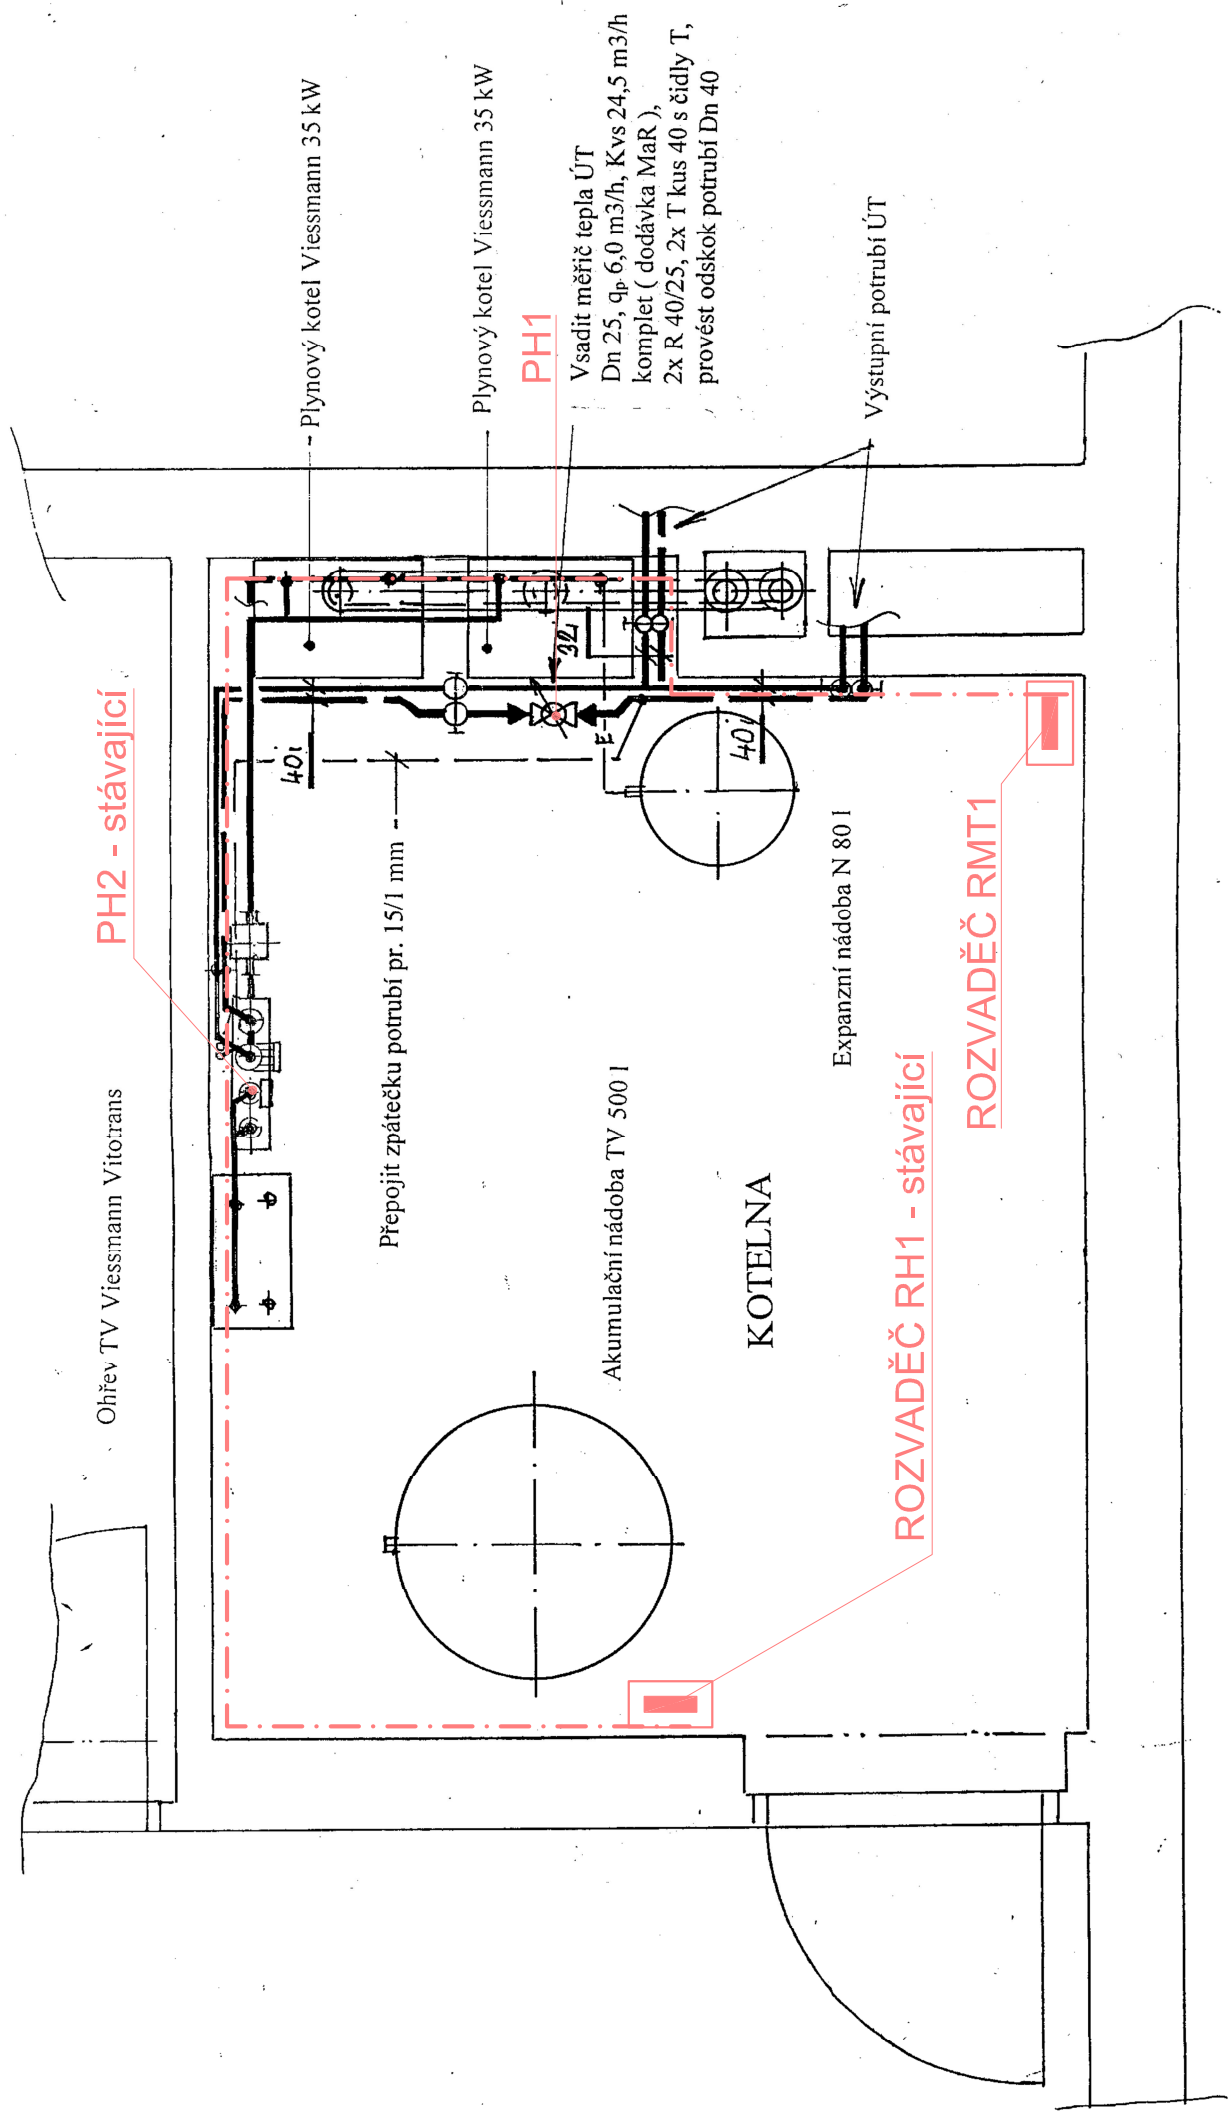 Plynový kotel Viessmann 35 kW
Plynový kotel Viessmann 35 kW
PH1
Vsadit měřič tepla ÚT
Dn 25, qp 6,0 m3/h, Kvs 24,5 m3/h
komplet ( dodávka MaR ),
2x R 40/25, 2x T kus 40 s čidly T,
provést odskok potrubí Dn 40
Výstupní potrubí ÚT
PH2 - stávající
40i
32
40i
E
Přepojit zpátečku potrubí pr. 15/1 mm
Expanzní nádoba N 80 l
ROZVADĚČ RMT1
Ohřev TV Viessmann Vitotrans
Akumulační nádoba TV 500 l
KOTELNA
ROZVADĚČ RH1 - stávající